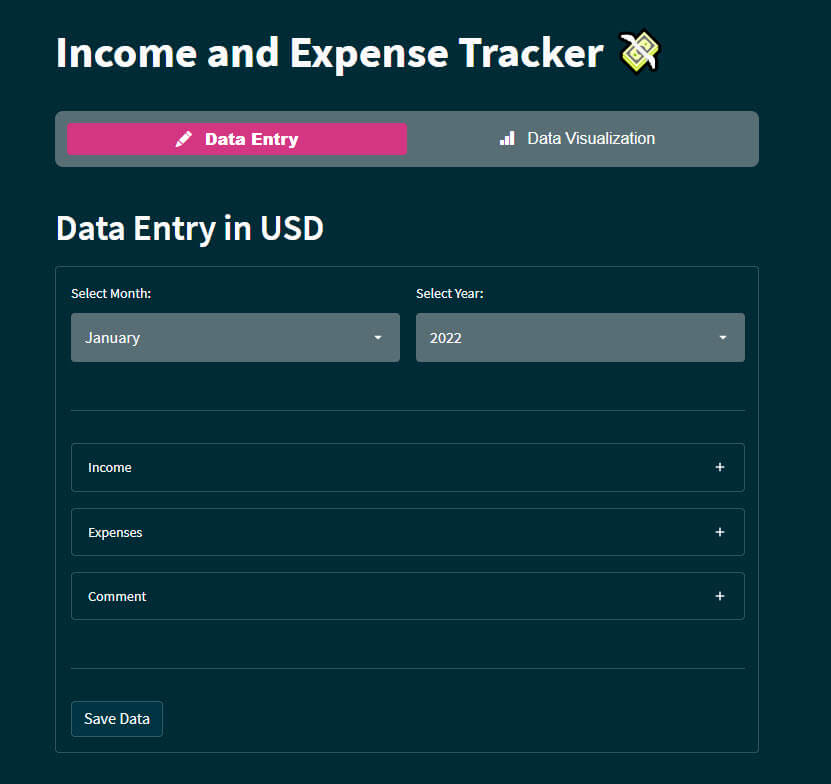 Income and Expense Tracker 💸
Data Entry
Data Visualization
Data Entry in USD
Select Month:
Select Year:
January
2022
Income
Expenses
Comment
Save Data